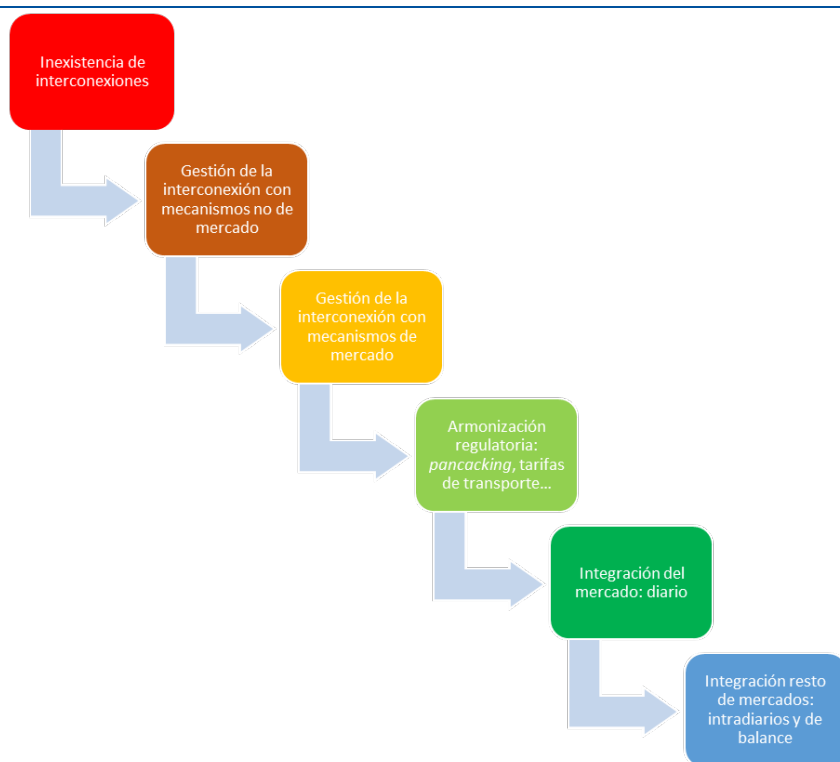 Inexistencia de
interconexiones
Gestión de la
interconexión con
mecanismos no de
mercado
Gestión de la
interconexión con
mecanismos de
mercado
Armonización
regulatoria:
pancacking, tarifas
de transporte...
Integración del
mercado: diario
Integración resto
de mercados:
intradiarios y de
balance